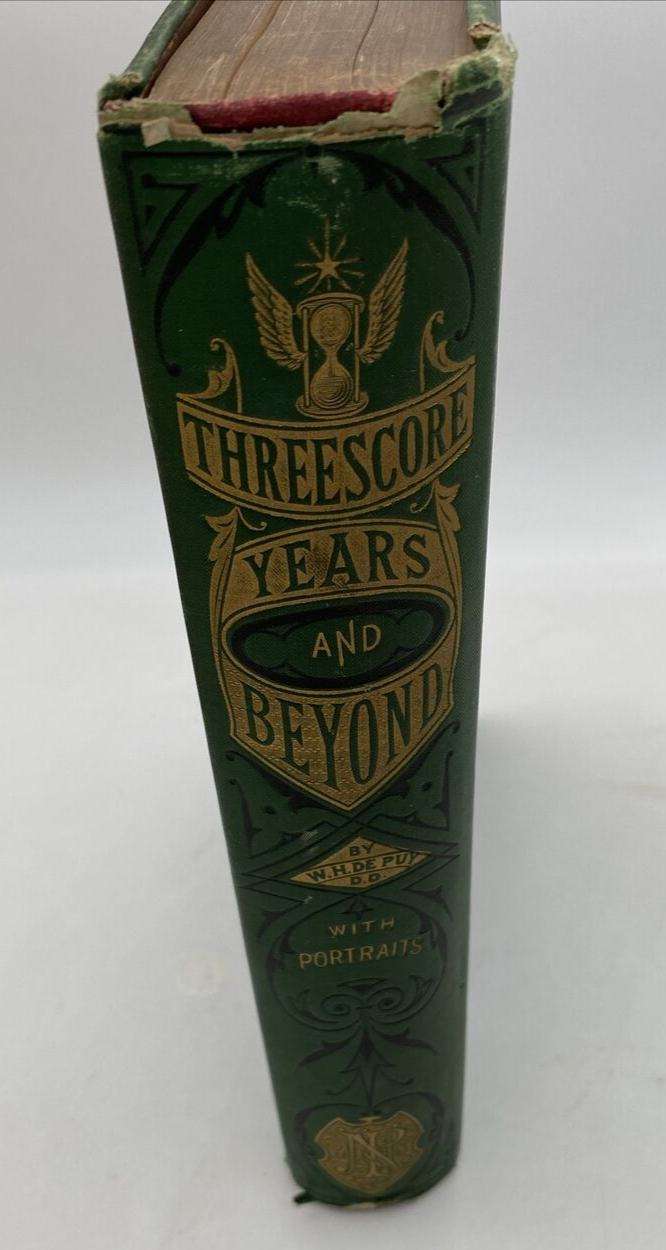 THREESCORE
YEARS
AND
BEYOND
BY
W.H. DE PUY
D.D.
WITH
PORTRAITS